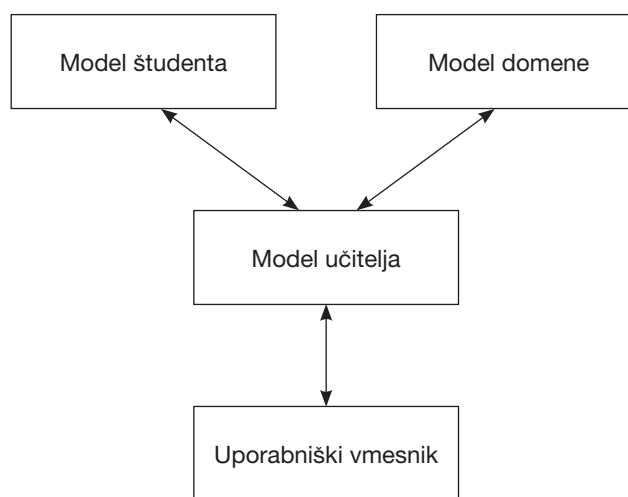 Model študenta
Model domene
Model učitelja
Uporabniški vmesnik